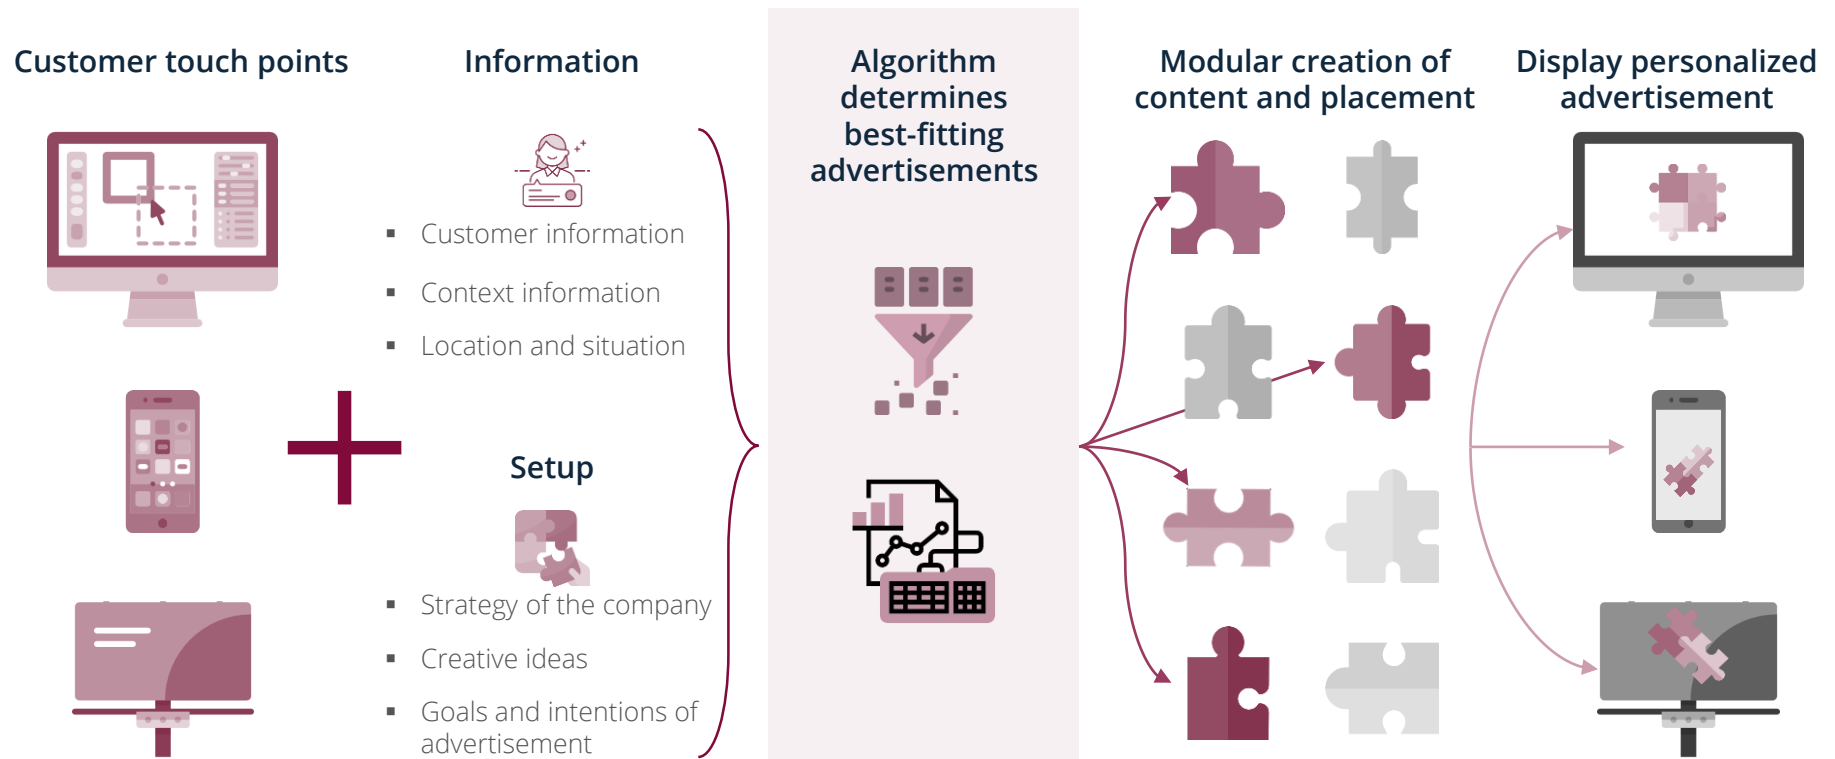 Customer touch points
Information
▪ Customer information
▪ Context information
▪ Location and situation
Setup
▪ Strategy of the company
▪ Creative ideas
▪ Goals and intentions of
advertisement
Algorithm
determines
best-fitting
advertisements
Modular creation of
content and placement
Display personalized
advertisement